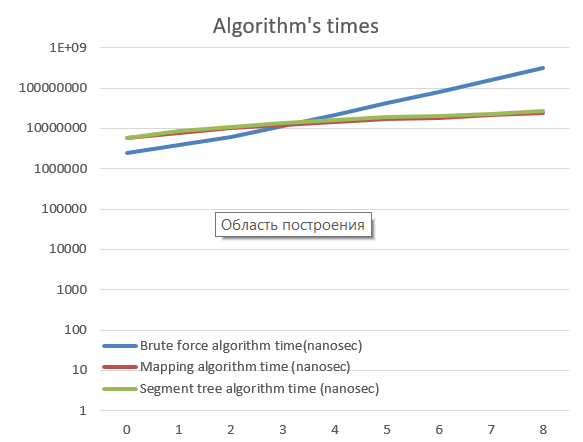 Algorithm's times
1E+09
100000000
10000000
1000000
100000
Область построения
10000
1000
100
Brute force algorithm time(nanosec)
Mapping algorithm time (nanosec)
10
Segment tree algorithm time (nanosec)
1
0 1 2 3 4 5 6 7 8